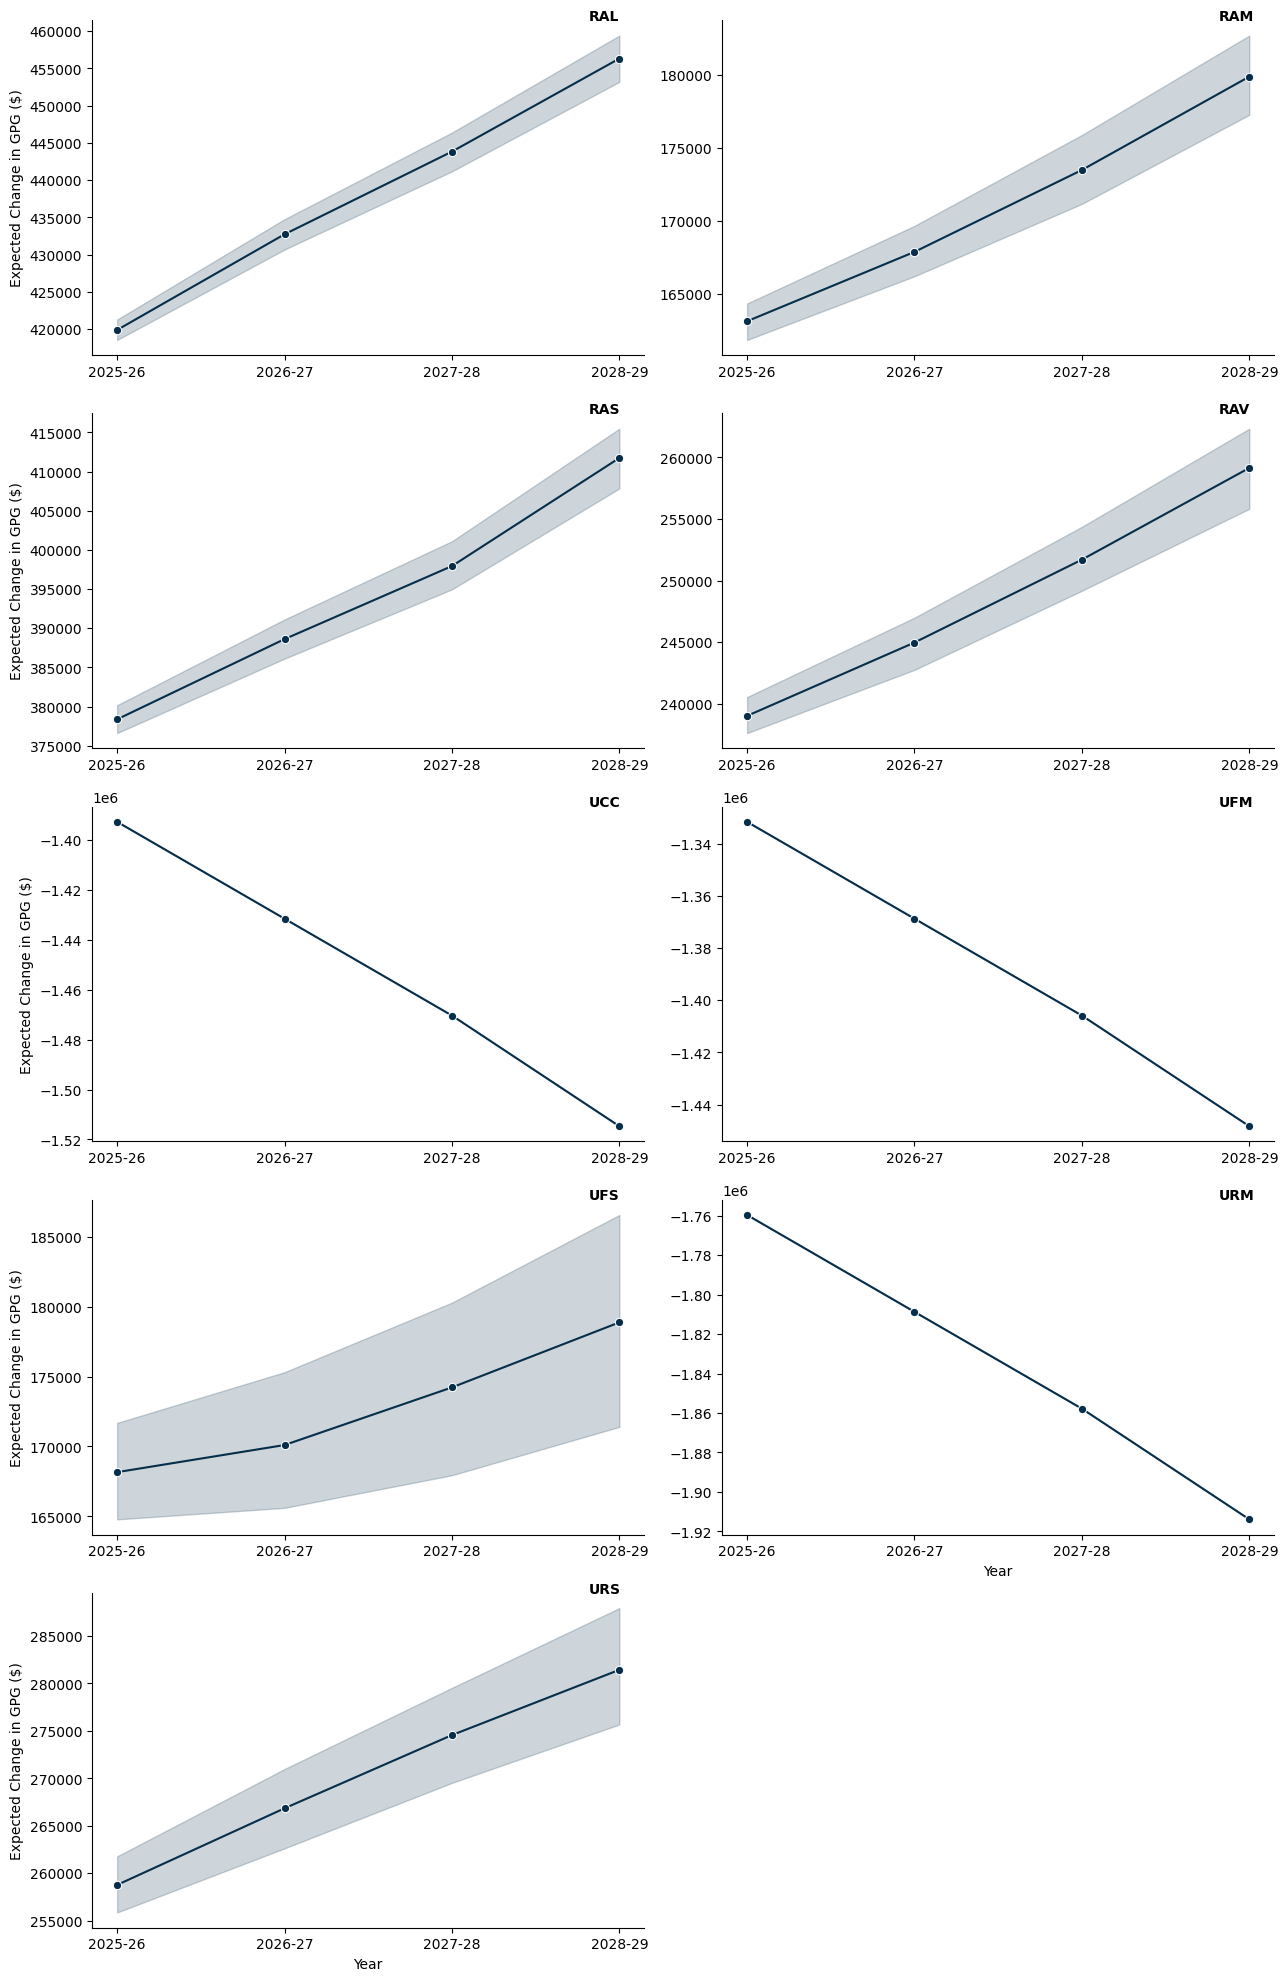 RAL
Expected Change in GPG ($)
460000
455000
450000
445000
440000
435000
430000
425000
420000
2025-26 2026-27 2027-28 2028-29
RAM
180000
175000
170000
165000
2025-26 2026-27 2027-28 2028-29
RAS
Expected Change in GPG ($)
415000
410000
405000
400000
395000
390000
385000
380000
375000
2025-26 2026-27 2027-28 2028-29
RAV
260000
255000
250000
245000
240000
2025-26 2026-27 2027-28 2028-29
1e6
UCC
Expected Change in GPG ($)
−1.40
−1.42
−1.44
−1.46
−1.48
−1.50
−1.52
2025-26 2026-27 2027-28 2028-29
1e6
UFM
−1.34
−1.36
−1.38
−1.40
−1.42
−1.44
2025-26 2026-27 2027-28 2028-29
UFS
Expected Change in GPG ($)
185000
180000
175000
170000
165000
2025-26 2026-27 2027-28 2028-29
1e6
URM
−1.76
−1.78
−1.80
−1.82
−1.84
−1.86
−1.88
−1.90
−1.92
2025-26 2026-27 2027-28 2028-29
Year
URS
Expected Change in GPG ($)
285000
280000
275000
270000
265000
260000
255000
2025-26 2026-27 2027-28 2028-29
Year